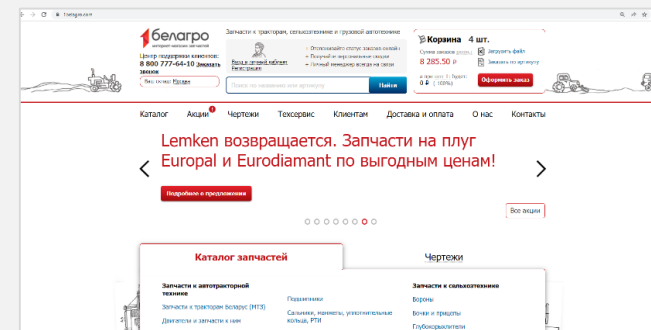 1belagro.com
белагро
интернет-магазин запчастей
Запчасти к тракторам, сельхозтехнике и грузовой автотехнике
Центр поддержки клиентов:
8 800 777-64-10 Заказать
звонок
Вход в личный кабинет
Регистрация
+ Отслеживайте статус заказа онлайн
+ Получайте персональные скидки
+ Личный менеджер всегда на связи
Поиск по названию или артикулу
Найти
Корзина 4 шт.
Сумма заказа
8 285.50 Р
Загрузить файл
Заказать по артикулу
0 ₽ (100%)
Оформить заказ
Каталог Акции Чертежи Техсервис Клиентам Доставка и оплата О нас Контакты
Lemken возвращается. Запчасти на плуг
Europal и Eurodiamant по выгодным ценам!
Подробнее о предложении
Все акции
Каталог запчастей
Чертежи
Запчасти к автотракторной
технике
Запчасти к тракторам Беларус (МТЗ)
Двигатели и запчасти к ним
Подшипники
Сальники, манжеты, уплотнительные
кольца, РТИ
Запчасти к сельхозтехнике
Бороны
Бочки и прицепы
Глубокорыхлители